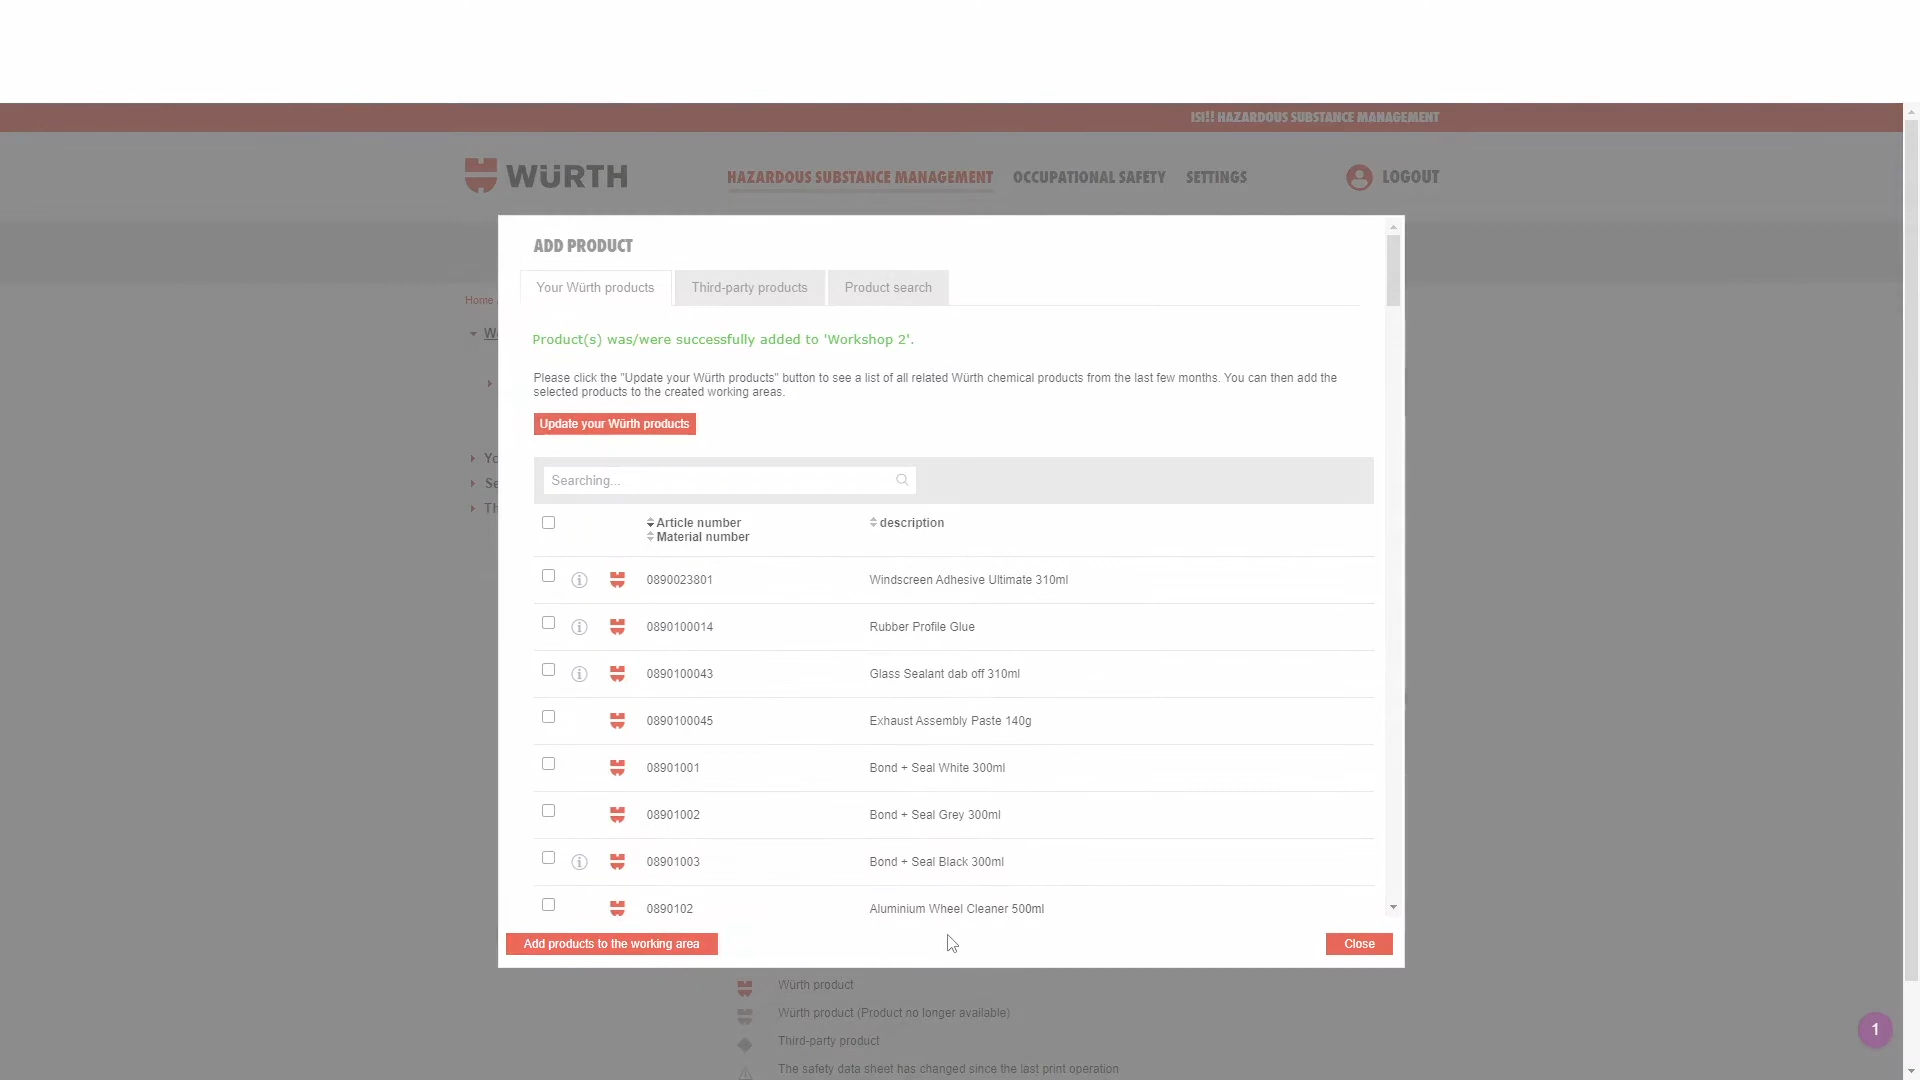 ISI!! HAZARDOUS SUBSTANCE MANAGEMENT
WÜRTH
HAZARDOUS SUBSTANCE MANAGEMENT OCCUPATIONAL SAFETY SETTINGS LOGOUT
ADD PRODUCT
Your Würth products Third-party products Product search
Home
Product(s) was/were successfully added to 'Workshop 2'.
Please click the "Update your Würth products" button to see a list of all related Würth chemical products from the last few months. You can then add the
selected products to the created working areas.
Update your Würth products
Searching...
Article number description
Material number
0890023801 Windscreen Adhesive Ultimate 310ml
0890100014 Rubber Profile Glue
0890100043 Glass Sealant dab off 310ml
0890100045 Exhaust Assembly Paste 140g
08901001 Bond + Seal White 300ml
08901002 Bond + Seal Grey 300ml
08901003 Bond + Seal Black 300ml
0890102 Aluminium Wheel Cleaner 500ml
Add products to the working area Close
Würth product
Würth product (Product no longer available)
Third-party product
The safety data sheet has changed since the last print operation
1